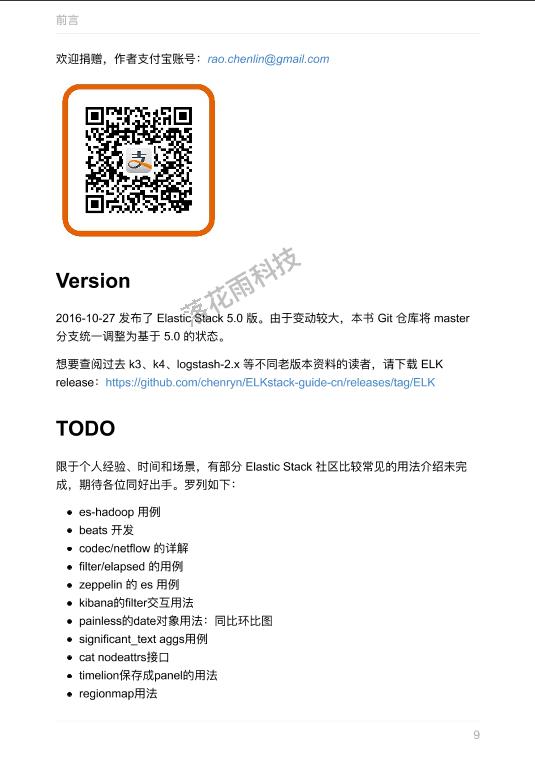 前言
欢迎捐赠，作者支付宝账号：rao.chenlin@gmail.com
支
Version
落花雨科技
2016-10-27 发布了 Elastic Stack 5.0 版。由于变动较大，本书 Git 仓库将 master
分支统一调整为基于 5.0 的状态。
想要查阅过去 k3、k4、logstash-2.x 等不同老版本资料的读者，请下载 ELK
release：https://github.com/chenryn/ELKstack-guide-cn/releases/tag/ELK
TODO
限于个人经验、时间和场景，有部分 Elastic Stack 社区比较常见的用法介绍未完
成，期待各位同好出手。罗列如下：
• es-hadoop 用例
• beats 开发
• codec/netflow 的详解
• filter/elapsed 的用例
• zeppelin 的 es 用例
• kibana的filter交互用法
• painless的date对象用法：同比环比图
• significant_text aggs用例
• cat nodeattrs接口
• timelion保存成panel的用法
• regionmap用法
9